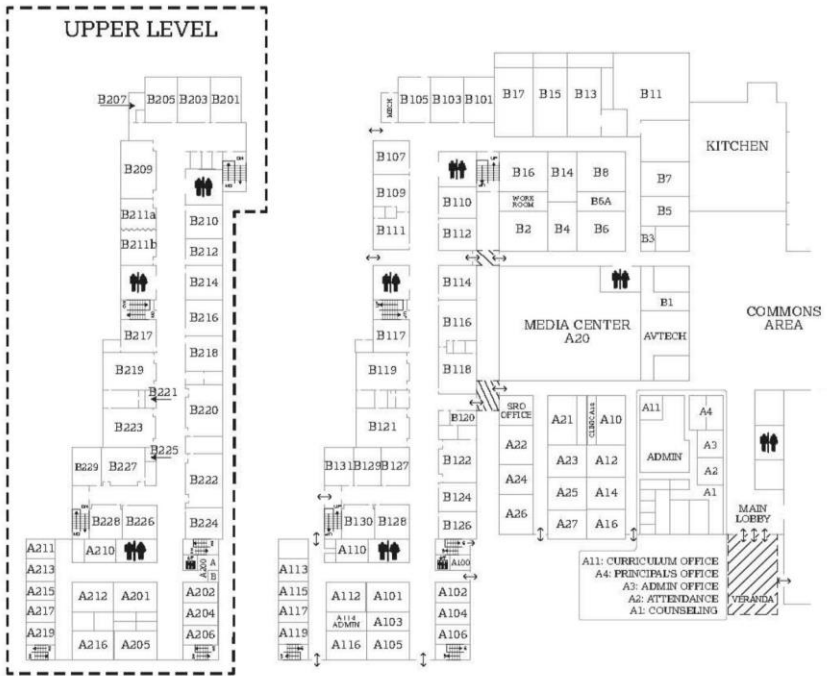 UPPER LEVEL
B207
B205
B203
B201
B209
B211a
B211b
B210
B212
B214
B216
B217
B218
B219
B221
B220
B223
B225
B229
B227
B222
B228
B226
B224
A211
A210
A200
A
B
A213
A215
A212
A201
A202
A217
A204
A219
A216
A205
A206
MECH
B105
B103
B101
B17
B15
B13
B11
KITCHEN
B107
B109
B111
B110
B112
UP
B16
B14
B8
B7
WORK
ROOM
B6A
B5
B2
B4
B6
B3
B114
B116
B117
B118
B119
B121
B120
MEDIA CENTER
A20
B1
AVTECH
COMMONS
AREA
SRO
OFFICE
A21
A10
A11
A4
A22
A23
A12
ADMIN
A3
A2
A24
A25
A14
A1
A26
A27
A16
MAIN
LOBBY
B131
B129
B127
B122
B124
B130
B128
B126
A110
A100
A113
A115
A112
A101
A102
A117
A114
ADMIN
A103
A104
A119
A116
A105
A106
A11: CURRICULUM OFFICE
A4: PRINCIPAL'S OFFICE
A3: ADMIN OFFICE
A2: ATTENDANCE
A1: COUNSELING
VERANDA